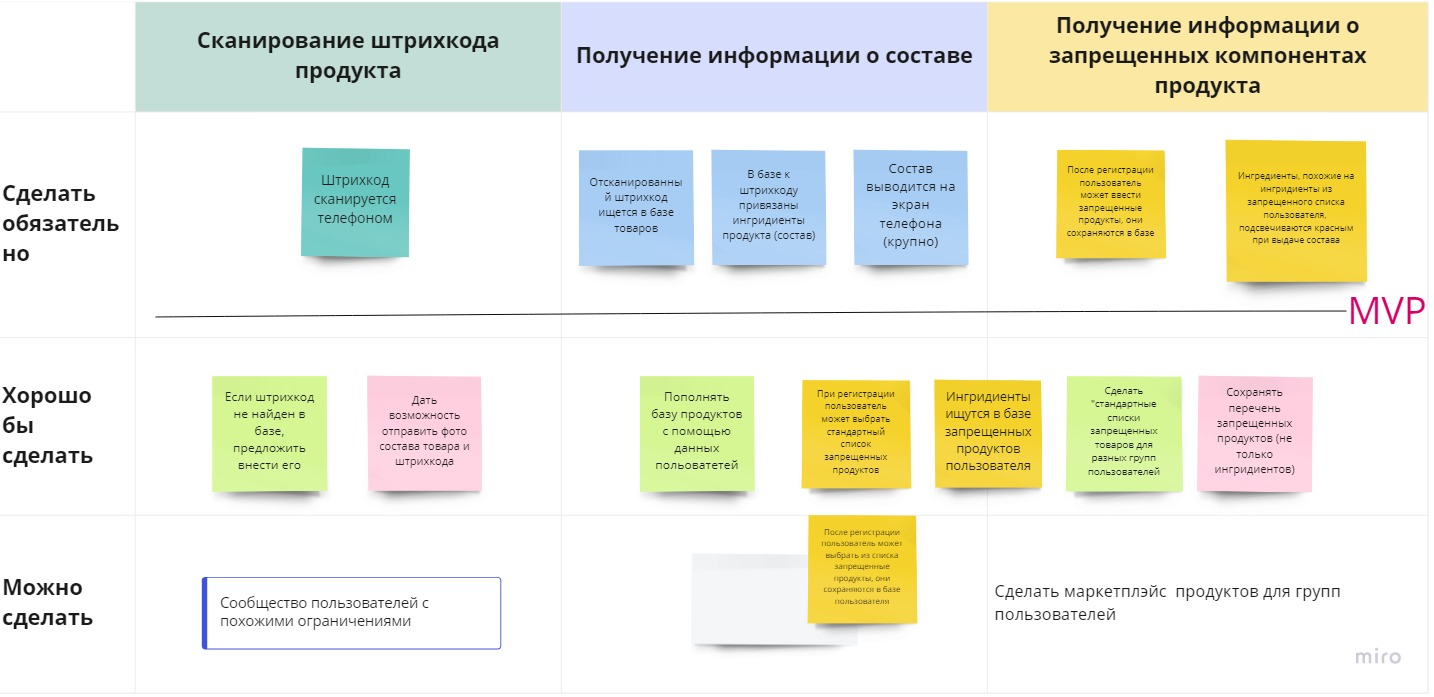 Сканирование штрихкода
продукта
Получение информации о составе
Получение информации о
запрещенных компонентах
продукта
Сделать
обязатель
но
Штрихкод
сканируется
телефоном
Отсканированны
й штрихкод
ищется в базе
товаров
В базе к
штрихкоду
привязаны
ингридиенты
продукта (состав)
Состав
выводится на
экран
телефона
(крупно)
После регистрации
пользователь
может ввести
запрещенные
продукты, они
сохраняются в базе
Ингредиенты, похожие на
ингридиенты из
запрещенного списка
пользователя,
подсвечиваются красным
при выдаче состава
MVP
Хорошо
бы
сделать
Если штрихкод
не найден в
базе,
предложить
внести его
Дать
возможность
отправить фото
состава товара и
штрихкода
Пополнять
базу продуктов
с помощью
данных
польоватетей
При регистрации
пользователь
может выбрать
стандартный
список
запрещенных
продуктов
Ингридиенты
ищутся в базе
запрещенных
продуктов
пользователя
Сделать
"стандартные
списки
запрещенных
товаров для
разных групп
пользователей
Сохранять
перечень
запрещенных
продуктов (не
только
ингридиентов)
Можно
сделать
Сообщество пользователей с
похожими ограничениями
После регистрации
пользователь может
выбрать из списка
запрещенные
продукты, они
сохраняются в базе
пользователя
Сделать маркетплэйс продуктов для групп
пользователей
miro